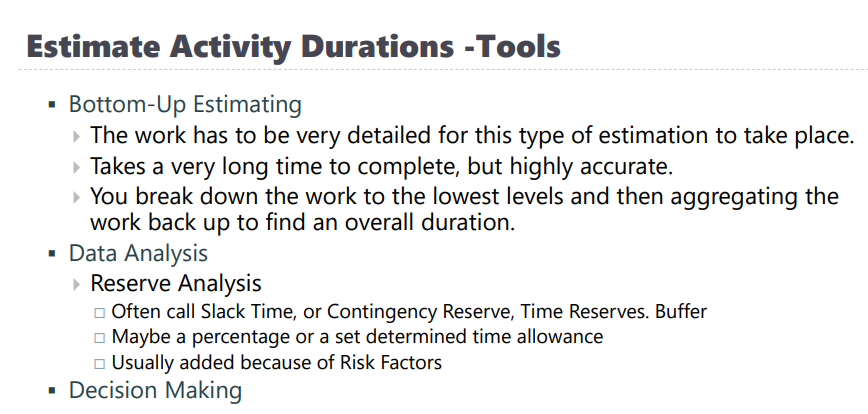 Estimate Activity Durations -Tools
Bottom-Up Estimating
The work has to be very detailed for this type of estimation to take place.
Takes a very long time to complete, but highly accurate.
You break down the work to the lowest levels and then aggregating the
work back up to find an overall duration.
Data Analysis
Reserve Analysis
Often call Slack Time, or Contingency Reserve, Time Reserves. Buffer
Maybe a percentage or a set determined time allowance
Usually added because of Risk Factors
Decision Making